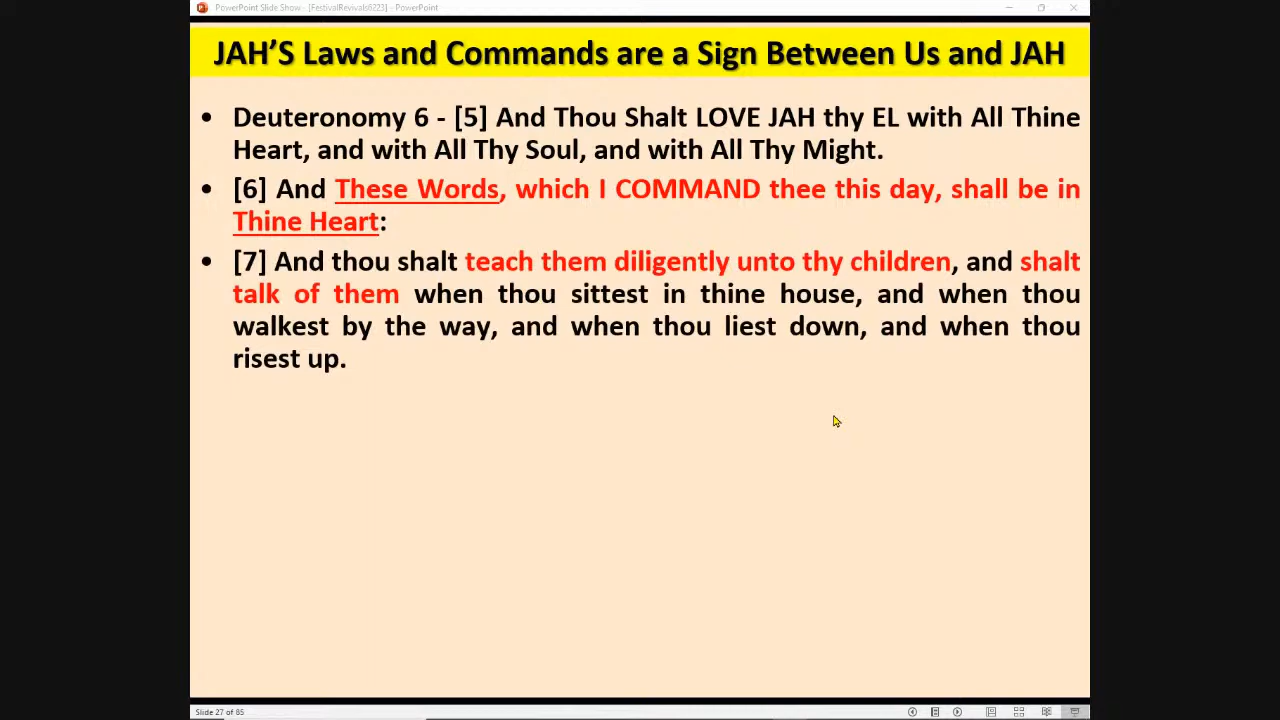 PowerPoint Slide Show - [FestivalRevivals6223] - PowerPoint
JAH'S Laws and Commands are a Sign Between Us and JAH
• Deuteronomy 6 - [5] And Thou Shalt LOVE JAH thy EL with All Thine
Heart, and with All Thy Soul, and with All Thy Might.
• [6] And These Words, which I COMMAND thee this day, shall be in
Thine Heart:
• [7] And thou shalt teach them diligently unto thy children, and shalt
talk of them when thou sittest in thine house, and when thou
walkest by the way, and when thou liest down, and when thou
risest up.
Slide 27 of 85